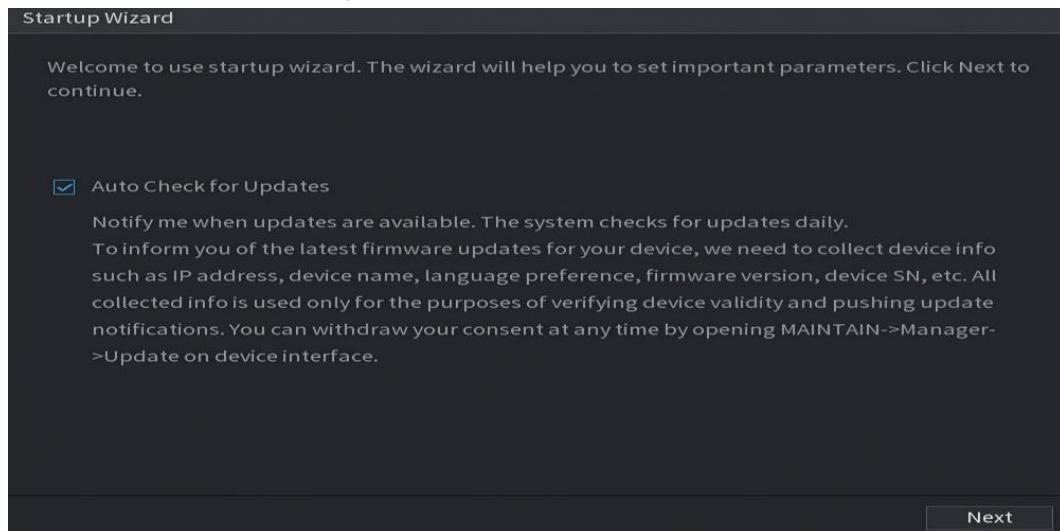 Startup Wizard
Welcome to use startup wizard. The wizard will help you to set important parameters. Click Next to
continue.
Auto Check for Updates
Notify me when updates are available. The system checks for updates daily.
To inform you of the latest firmware updates for your device, we need to collect device info
such as IP address, device name, language preference, firmware version, device SN, etc. All
collected info is used only for the purposes of verifying device validity and pushing update
notifications. You can withdraw your consent at any time by opening MAINTAIN->Manager-
>Update on device interface.
Next